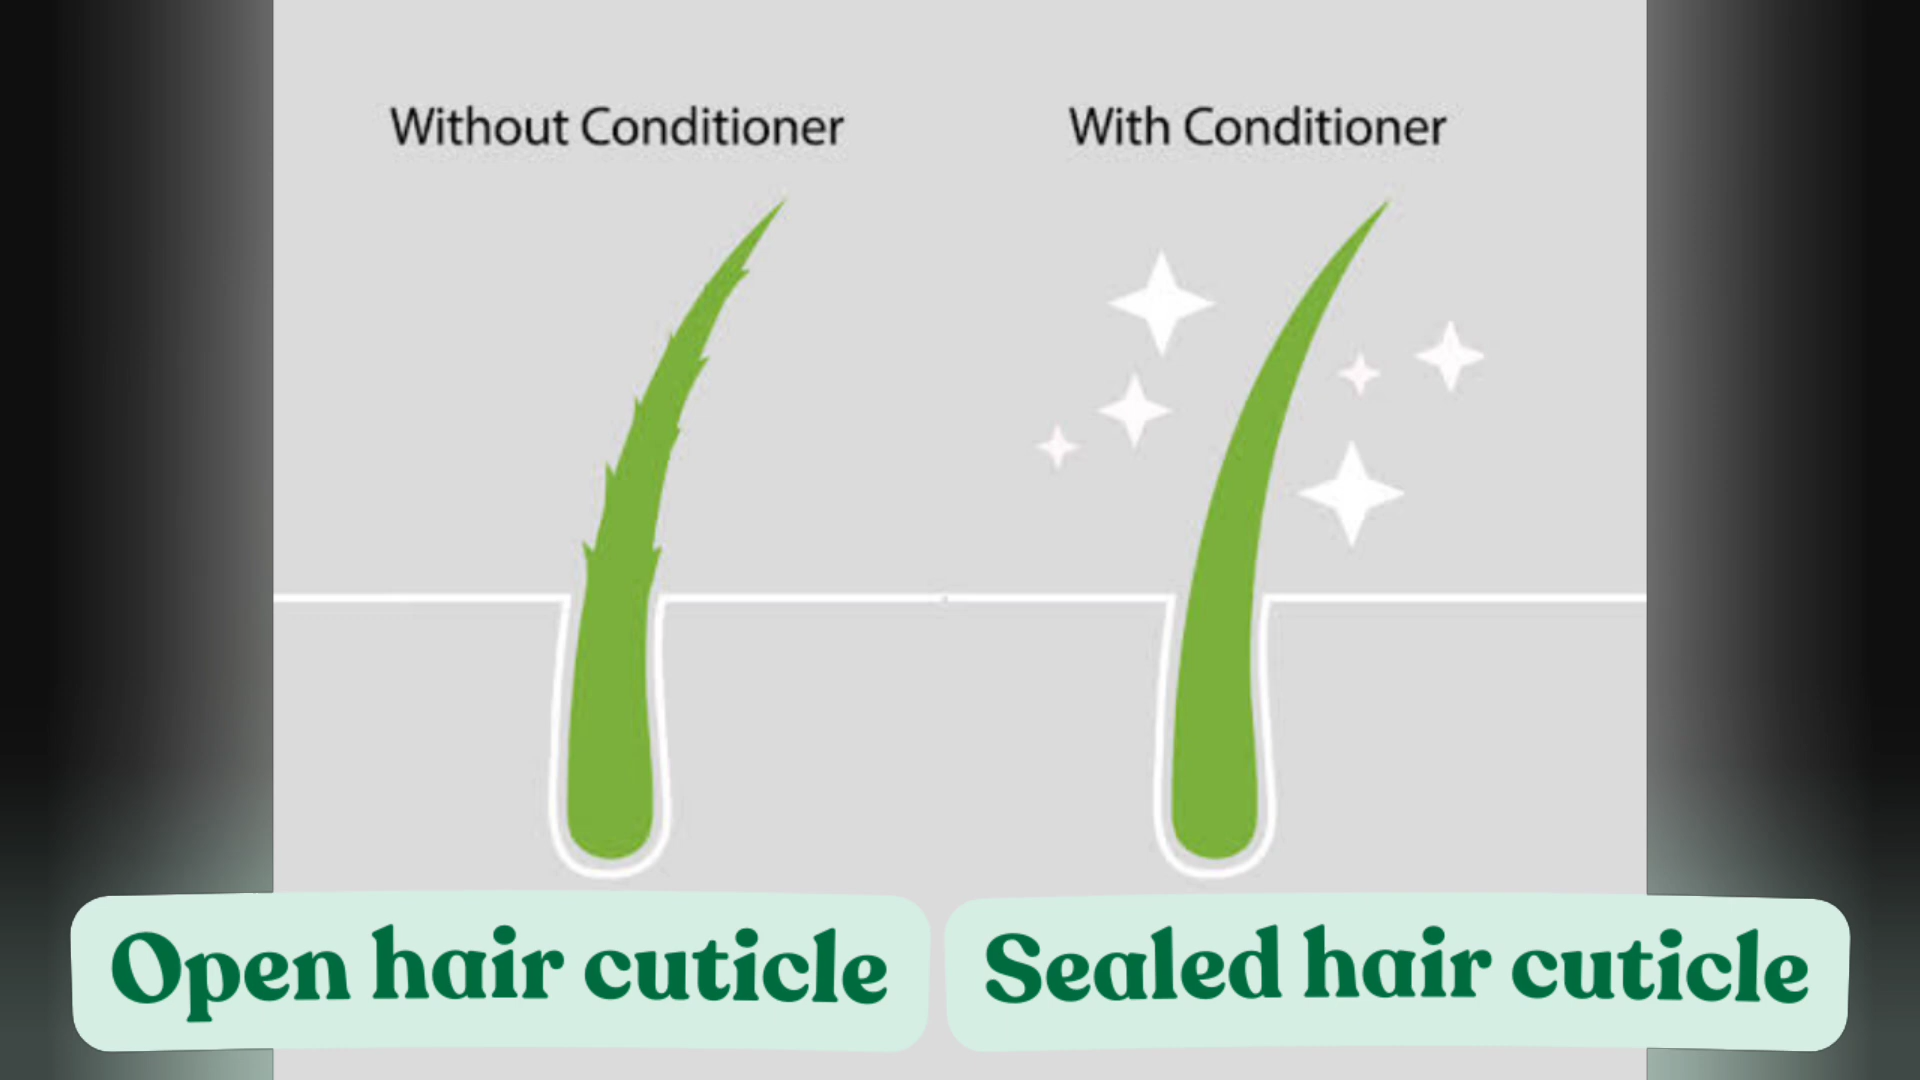 Without Conditioner
With Conditioner
Open hair cuticle
Sealed hair cuticle